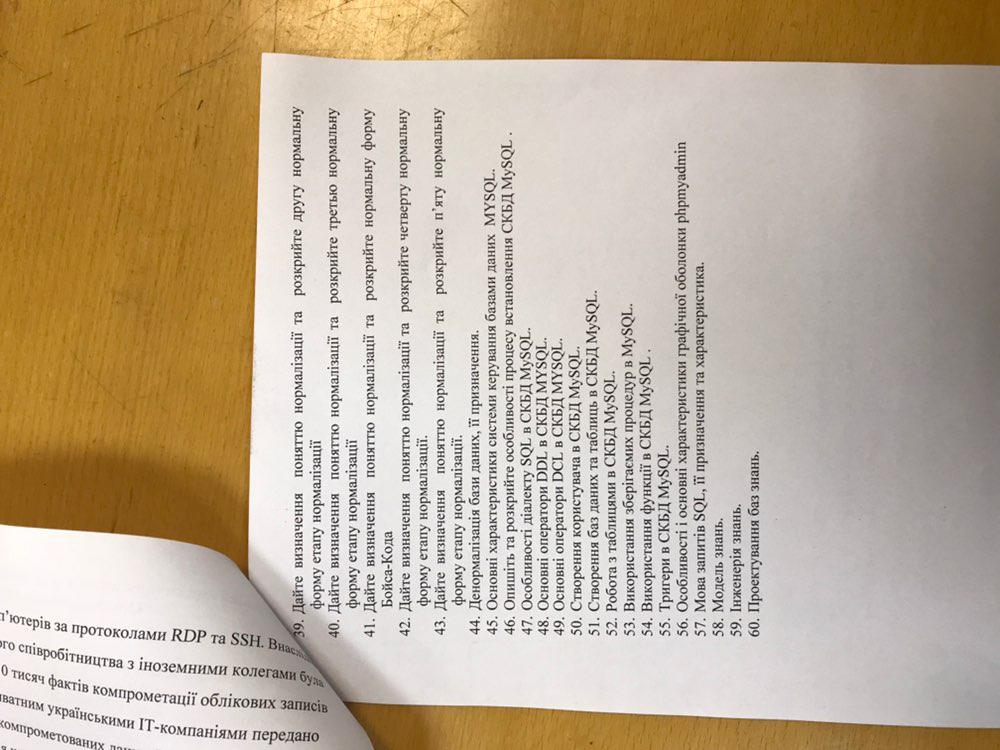 п'ютерів за протоколами RDP та SSH.
ого співробітництва з іноземними колегами була
0 тисяч фактів компрометації облікових записів
ватним українськими ІТ-компаніями передано
компрометованих
39. Дайте визначення поняттю нормалізації та розкрийте другу нормальну
форму етапу нормалізації
40. Дайте визначення поняттю нормалізації та розкрийте третью нормальну
форму етапу нормалізації
41. Дайте визначення поняттю нормалізації та розкрийте нормальну форму
Бойса-Кода
42. Дайте визначення поняттю нормалізації та розкрийте четверту нормальну
форму етапу нормалізації.
43. Дайте визначення поняттю нормалізації та розкрийте п'яту нормальну
форму етапу нормалізації.
44. Денормалізація бази даних, її призначення.
45. Основні характеристики системи керування базами даних MYSQL.
46. Опишіть та розкрийте особливості процесу встановлення СКБД MySQL .
47. Особливості діалекту SQL в СКБД MySQL.
48. Основні оператори DDL в СКБД MYSQL.
49. Основні оператори DCL в СКБД MYSQL.
50. Створення користувача в СКБД MySQL.
51. Створення баз даних та таблиць в СКБД MySQL.
52. Робота з таблицями в СКБД MySQL.
53. Використання зберігаємих процедур в MySQL.
54. Використання функції в СКБД MySQL .
55. Тригери в СКБД MySQL.
56. Особливості і основні характеристики графічної оболонки phpmyadmin
57. Мова запитів SQL, її призначення та характеристика.
58. Модель знань.
59. Інженерія знань.
60. Проектування баз знань.